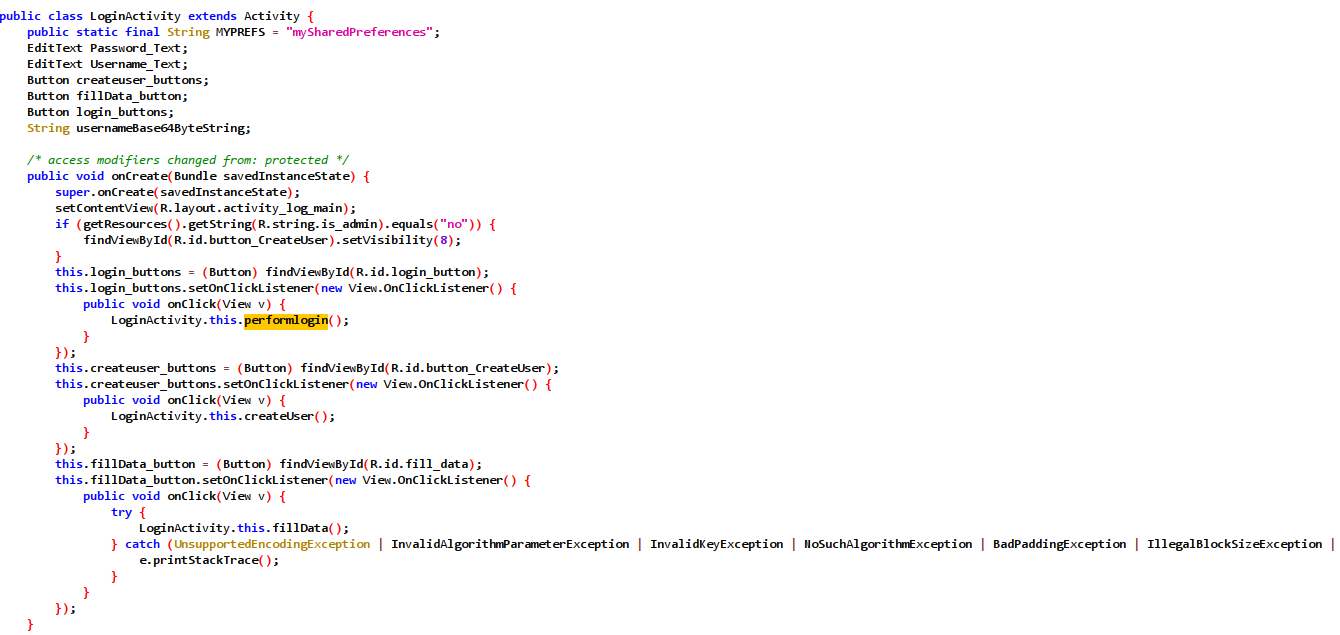 public class LoginActivity extends Activity {
    public static final String MYPREFS = "mySharedPreferences";
    EditText Password_Text;
    EditText Username_Text;
    Button createuser_buttons;
    Button fillData_button;
    Button login_buttons;
    String usernameBase64ByteString;

    /* access modifiers changed from: protected */
    public void onCreate(Bundle savedInstanceState) {
        super.onCreate(savedInstanceState);
        setContentView(R.layout.activity_log_main);
        if (getResources().getString(R.string.is_admin).equals("no")) {
            findViewById(R.id.button_CreateUser).setVisibility(8);
        }
        this.login_buttons = (Button) findViewById(R.id.login_button);
        this.login_buttons.setOnClickListener(new View.OnClickListener() {
            public void onClick(View v) {
                LoginActivity.this.performlogin();
            }
        });
        this.createuser_buttons = (Button) findViewById(R.id.button_CreateUser);
        this.createuser_buttons.setOnClickListener(new View.OnClickListener() {
            public void onClick(View v) {
                LoginActivity.this.createUser();
            }
        });
        this.fillData_button = (Button) findViewById(R.id.fill_data);
        this.fillData_button.setOnClickListener(new View.OnClickListener() {
            public void onClick(View v) {
                try {
                    LoginActivity.this.fillData();
                } catch (UnsupportedEncodingException | InvalidAlgorithmParameterException | InvalidKeyException | NoSuchAlgorithmException | BadPaddingException | IllegalBlockSizeException |
                    e.printStackTrace();
                }
            }
        });
    }